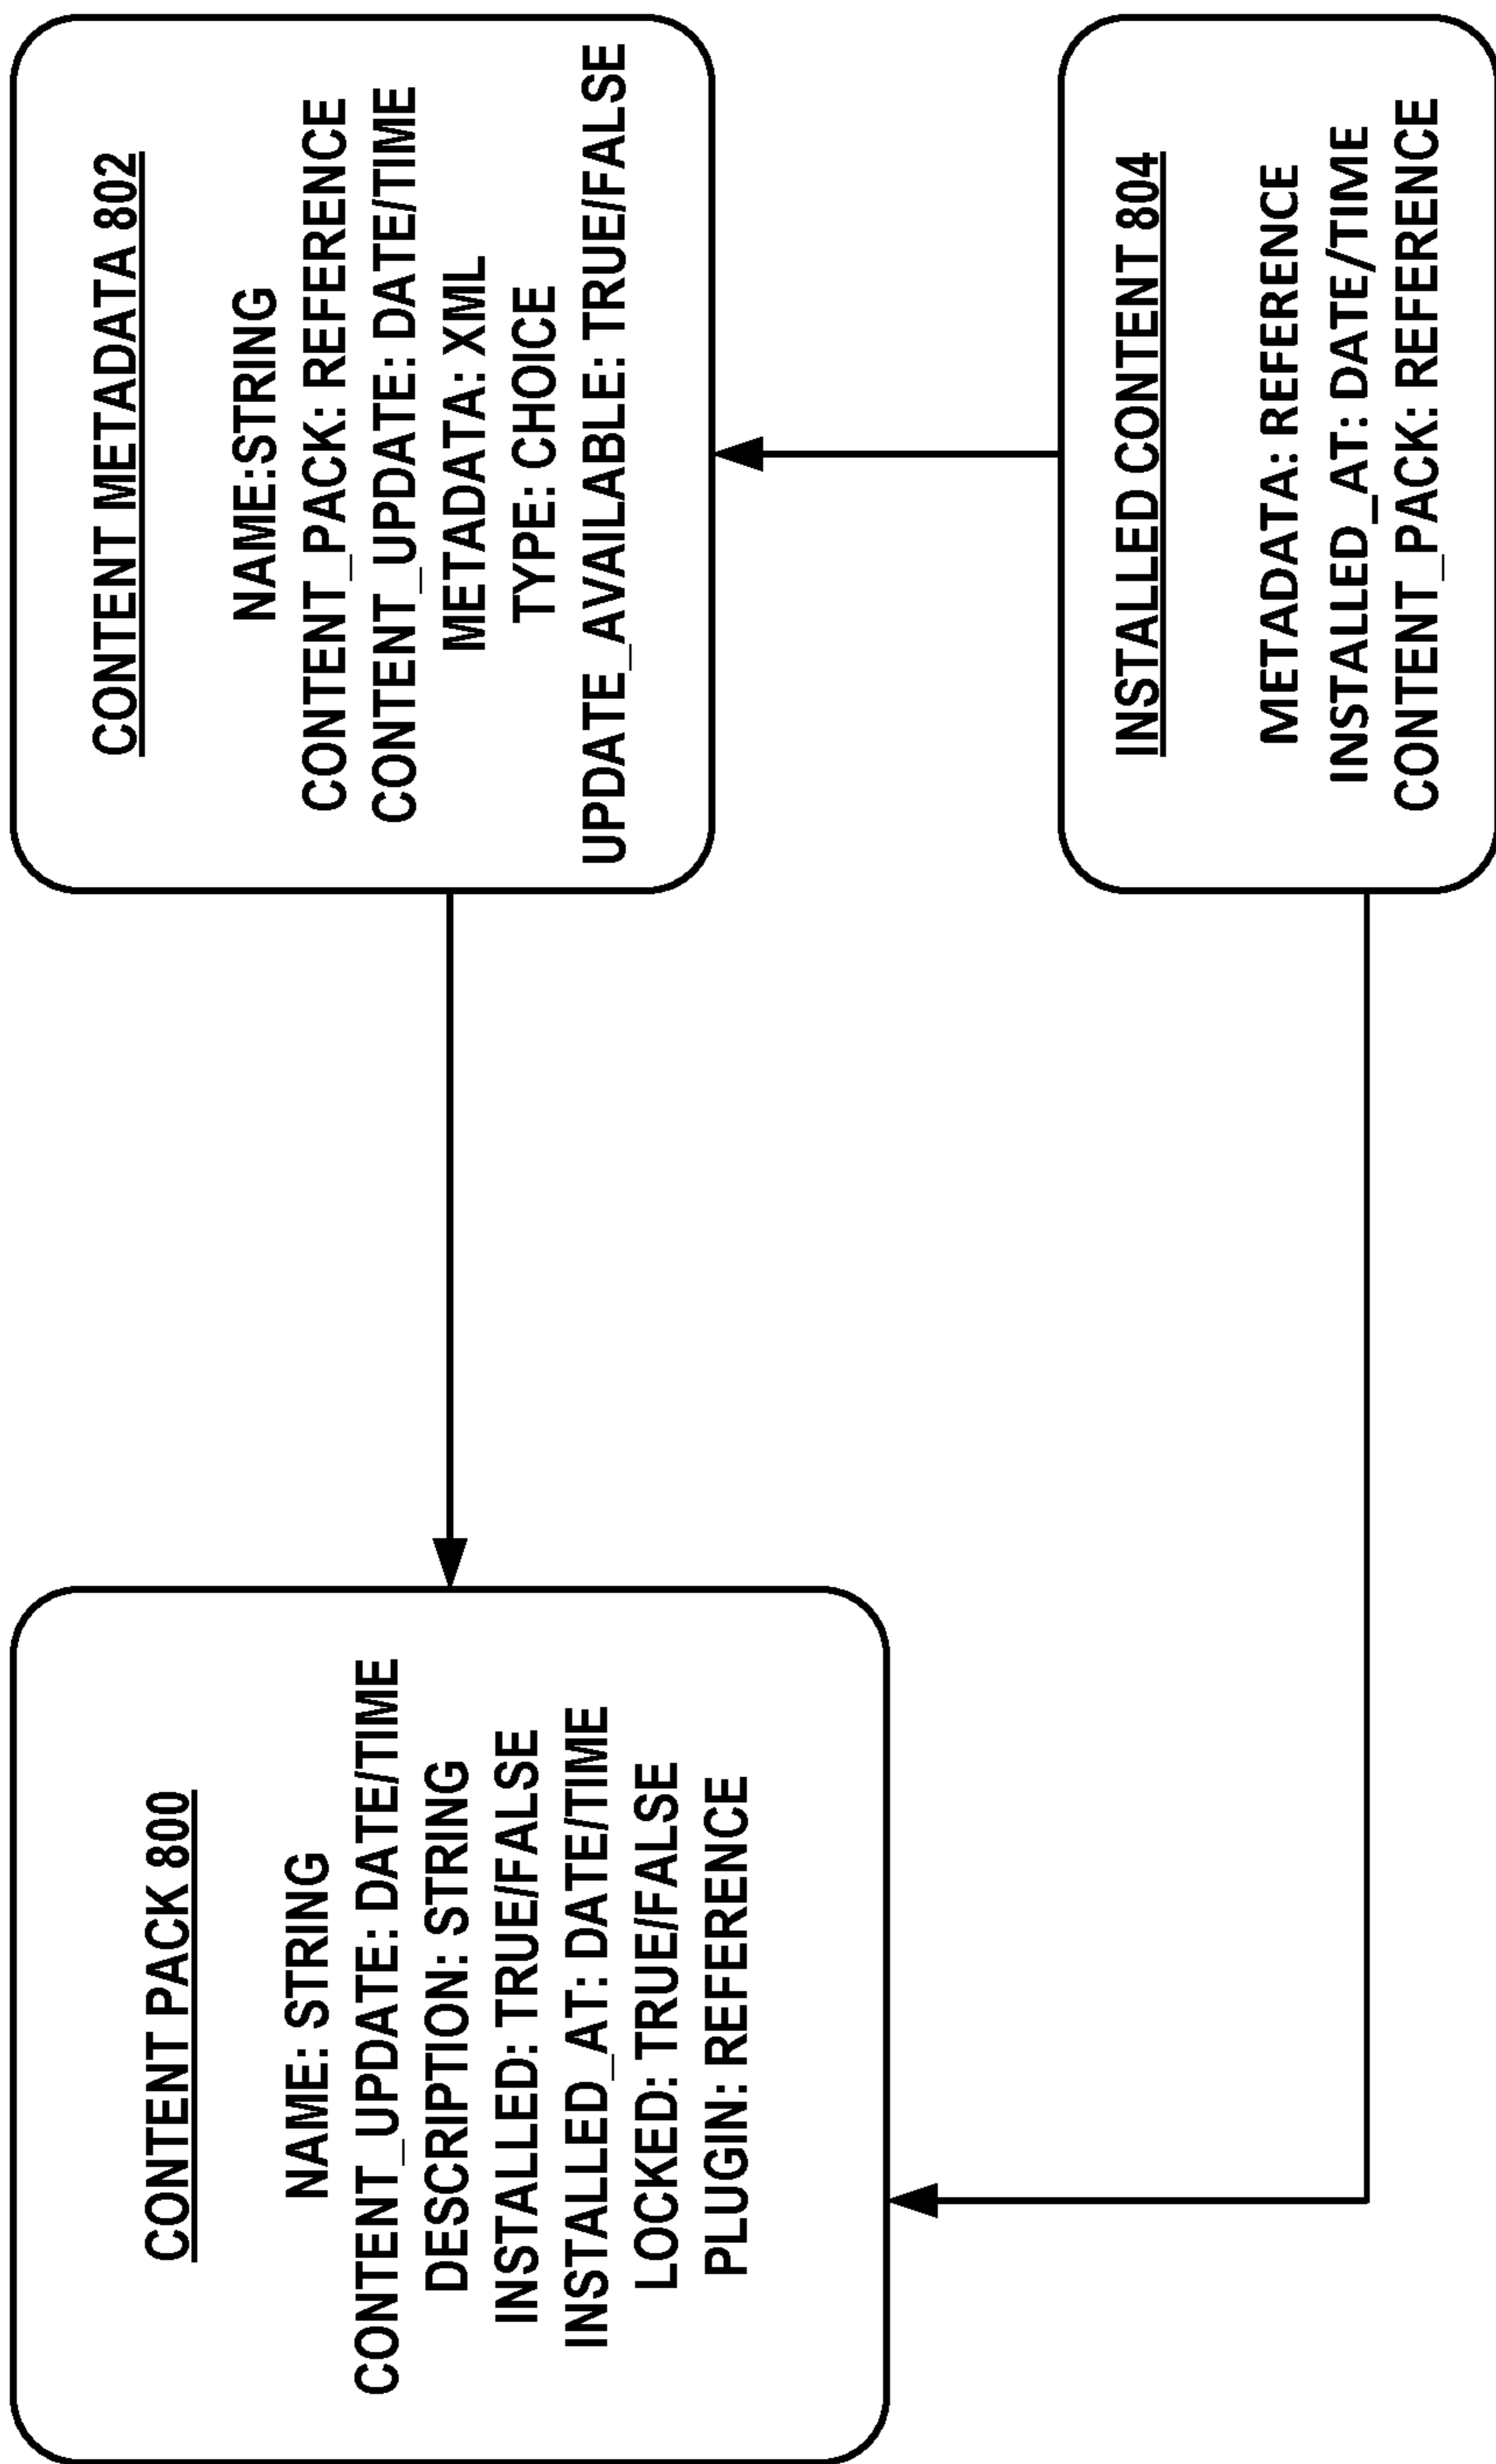 CONTENT PACK 800
NAME: STRING
CONTENT_UPDATE: DATE/TIME
DESCRIPTION: STRING
INSTALLED: TRUE/FALSE
INSTALLED_AT: DATE/TIME
LOCKED: TRUE/FALSE
PLUGIN: REFERENCE
CONTENT METADATA 802
NAME:STRING
CONTENT_PACK: REFERENCE
CONTENT_UPDATE: DATE/TIME
METADATA: XML
TYPE: CHOICE
UPDATE_AVAILABLE: TRUE/FALSE
INSTALLED CONTENT 804
METADATA: REFERENCE
INSTALLED_AT: DATE/TIME
CONTENT_PACK: REFERENCE